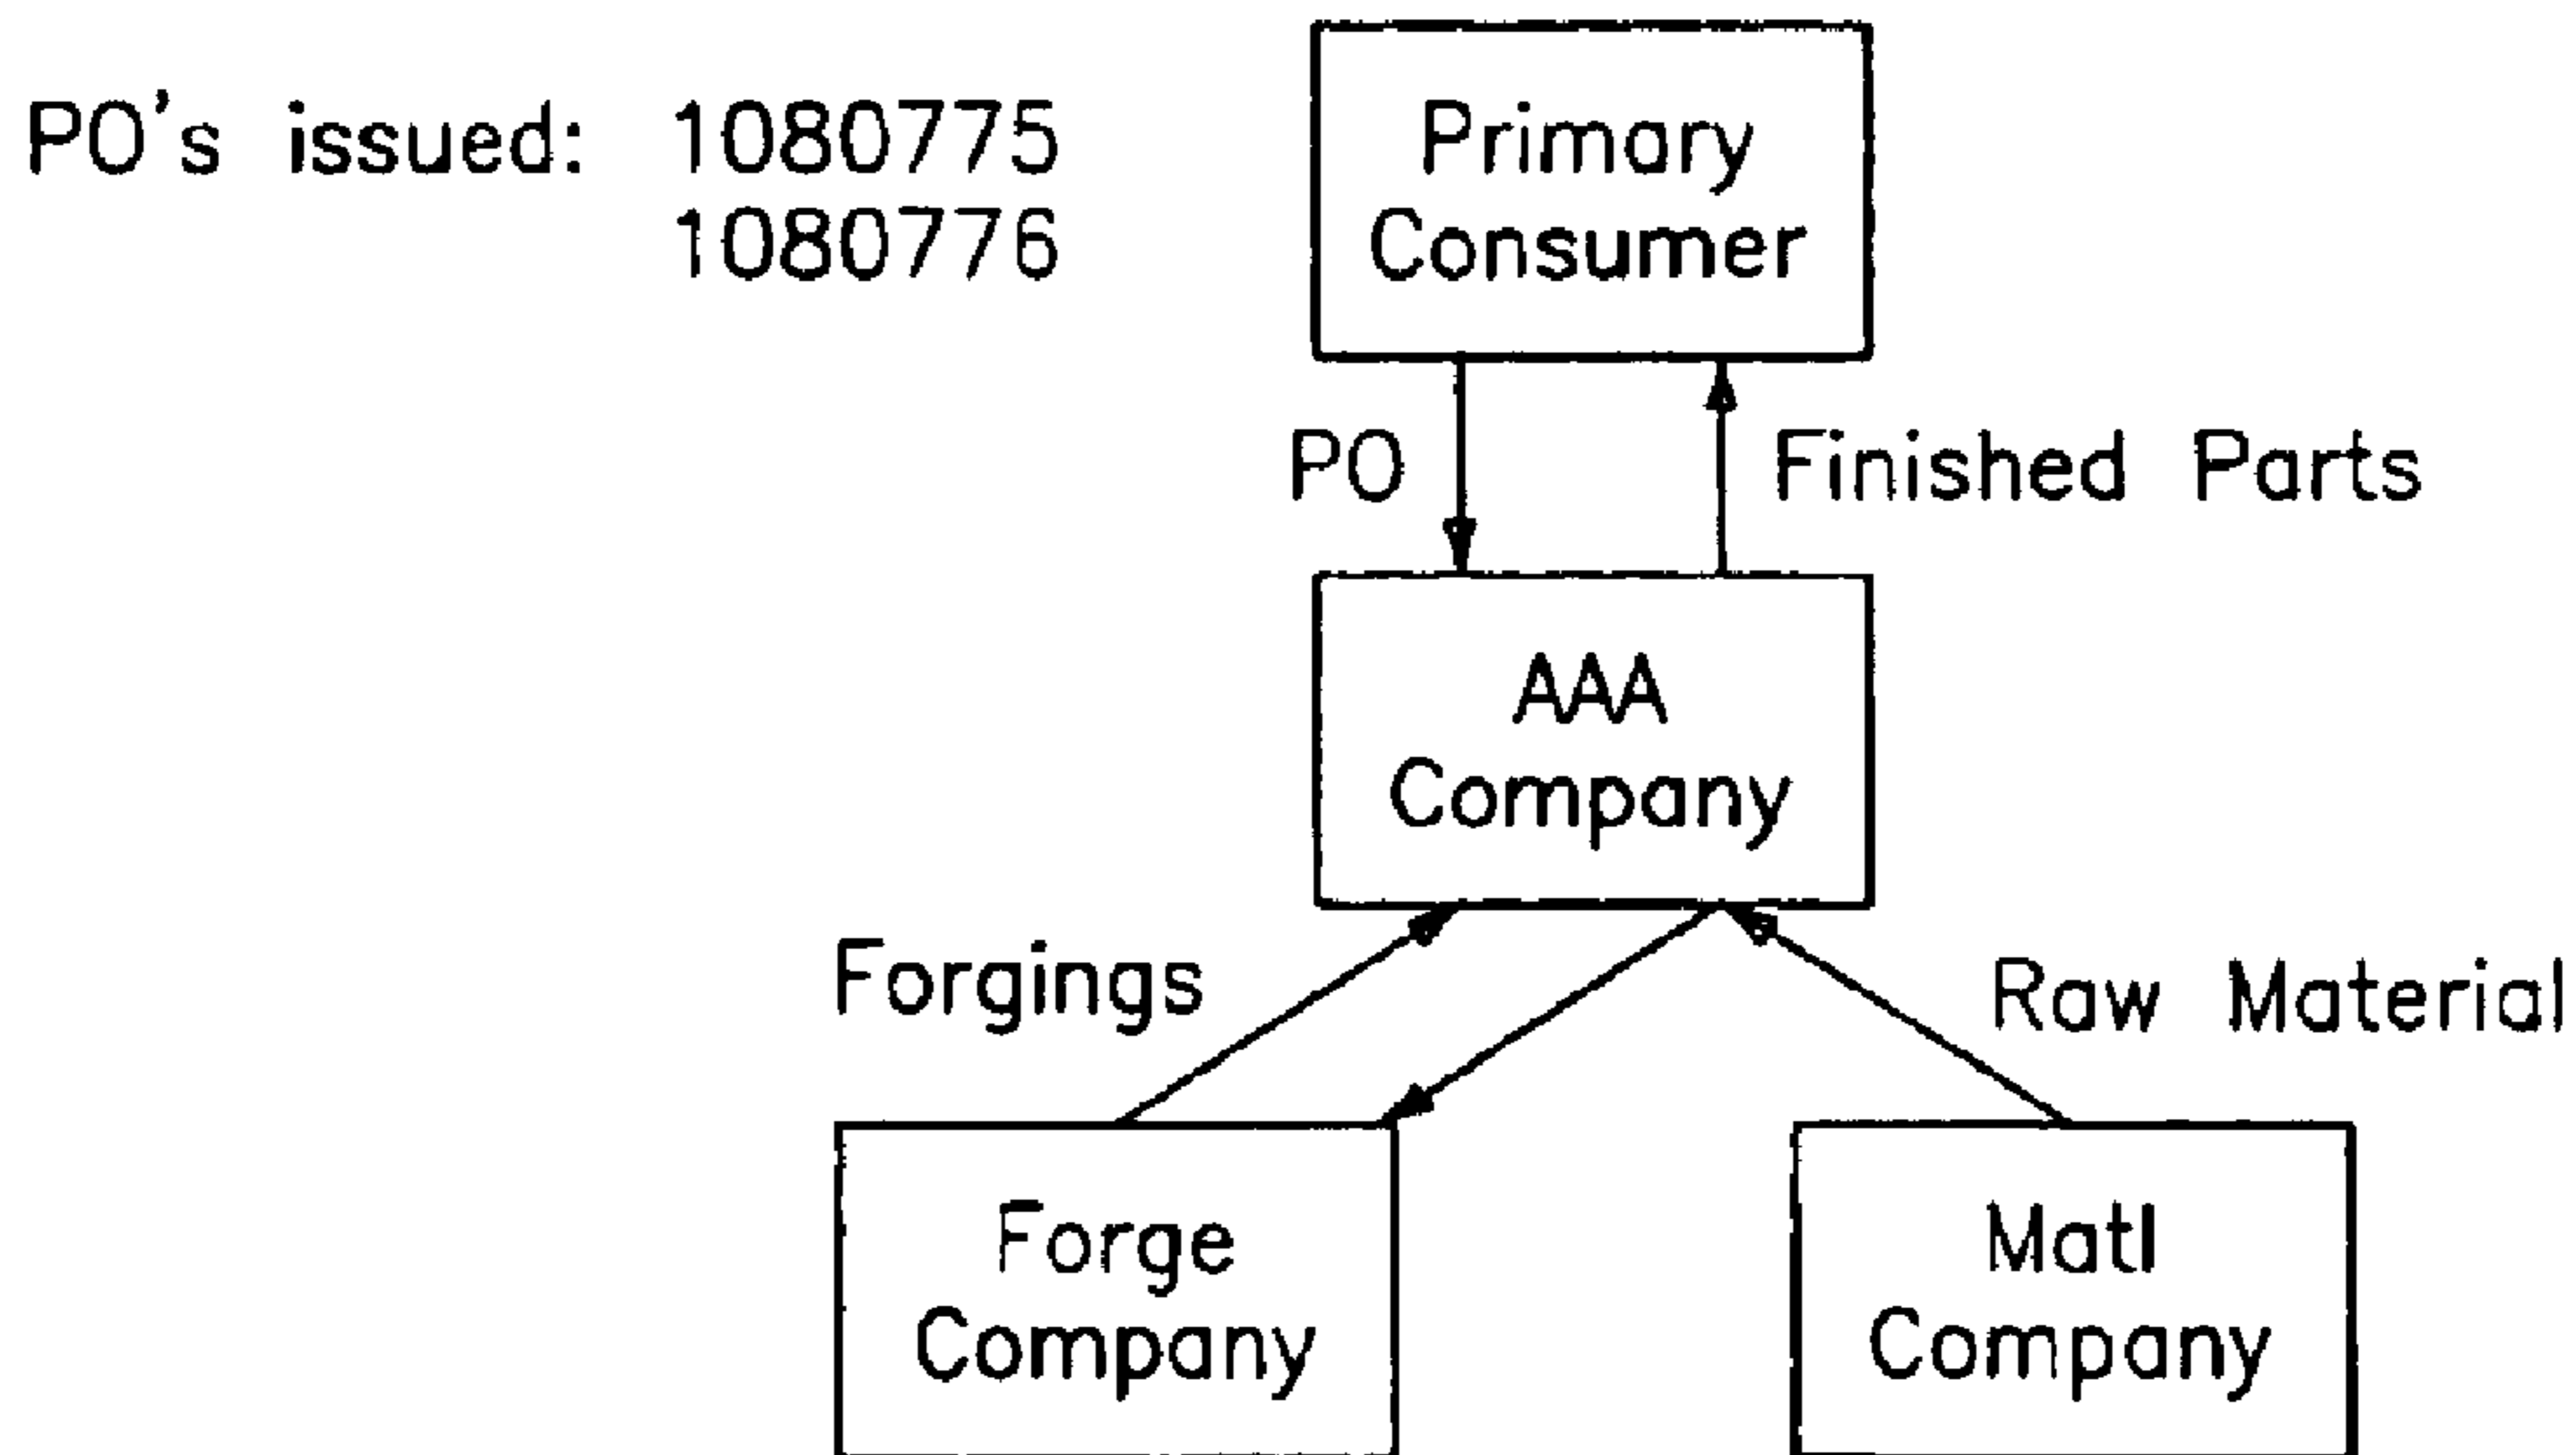 PO's issued: 1080775
1080776
Primary
Consumer
PO
Finished Parts
AAA
Company
Forgings
Raw Material
Forge
Company
Matl
Company